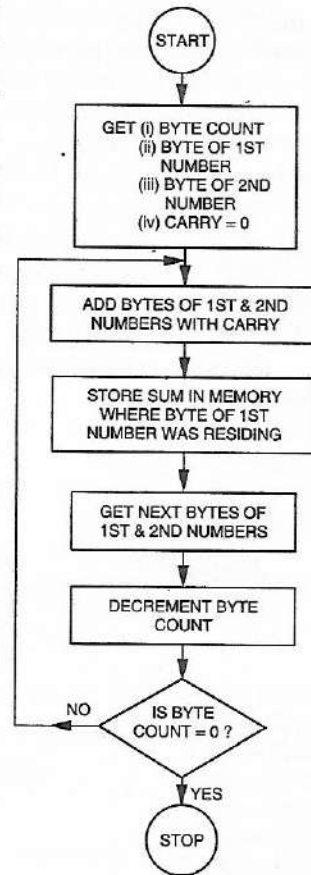 START
GET (i) BYTE COUNT
(ii) BYTE OF 1ST
NUMBER
(iii) BYTE OF 2ND
NUMBER
(iv) CARRY = 0
ADD BYTES OF 1ST & 2ND
NUMBERS WITH CARRY
STORE SUM IN MEMORY
WHERE BYTE OF 1ST
NUMBER WAS RESIDING
GET NEXT BYTES OF
1ST & 2ND NUMBERS
DECREMENT BYTE
COUNT
NO
IS BYTE
COUNT = 0 ?
YES
STOP